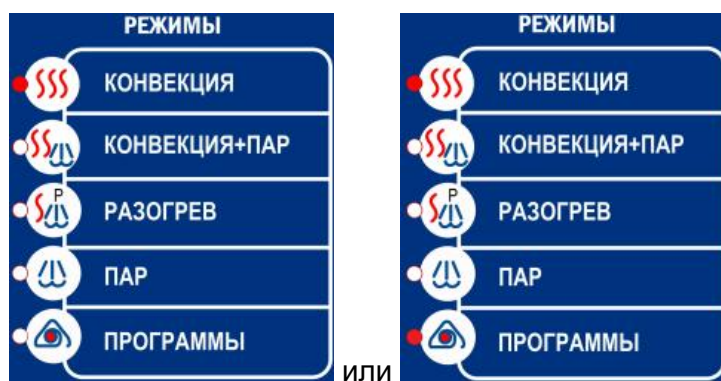 РЕЖИМЫ
КОНВЕКЦИЯ
КОНВЕКЦИЯ+ПАР
P
РАЗОГРЕВ
ПАР
ПРОГРАММЫ
или
РЕЖИМЫ
КОНВЕКЦИЯ
КОНВЕКЦИЯ+ПАР
P
РАЗОГРЕВ
ПАР
ПРОГРАММЫ